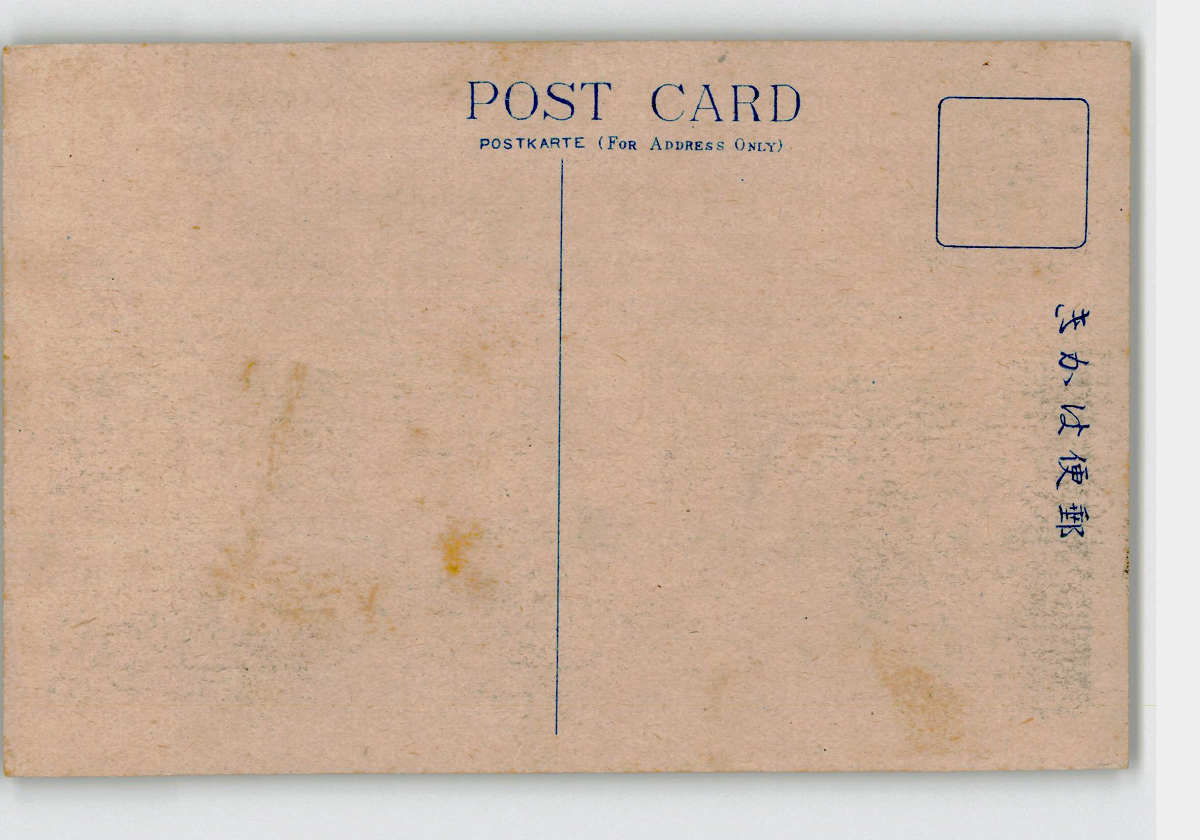 POST CARD
POSTKARTE (FOR ADDRESS ONLY)
郵便はかき